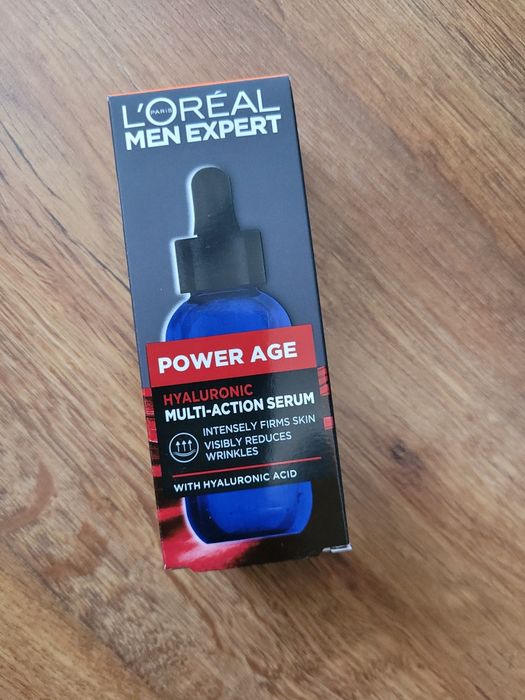 L'ORÉAL
PARIS
MEN EXPERT
POWER AGE
HYALURONIC
MULTI-ACTION SERUM
INTENSELY FIRMS SKIN
VISIBLY REDUCES
WRINKLES
WITH HYALURONIC ACID